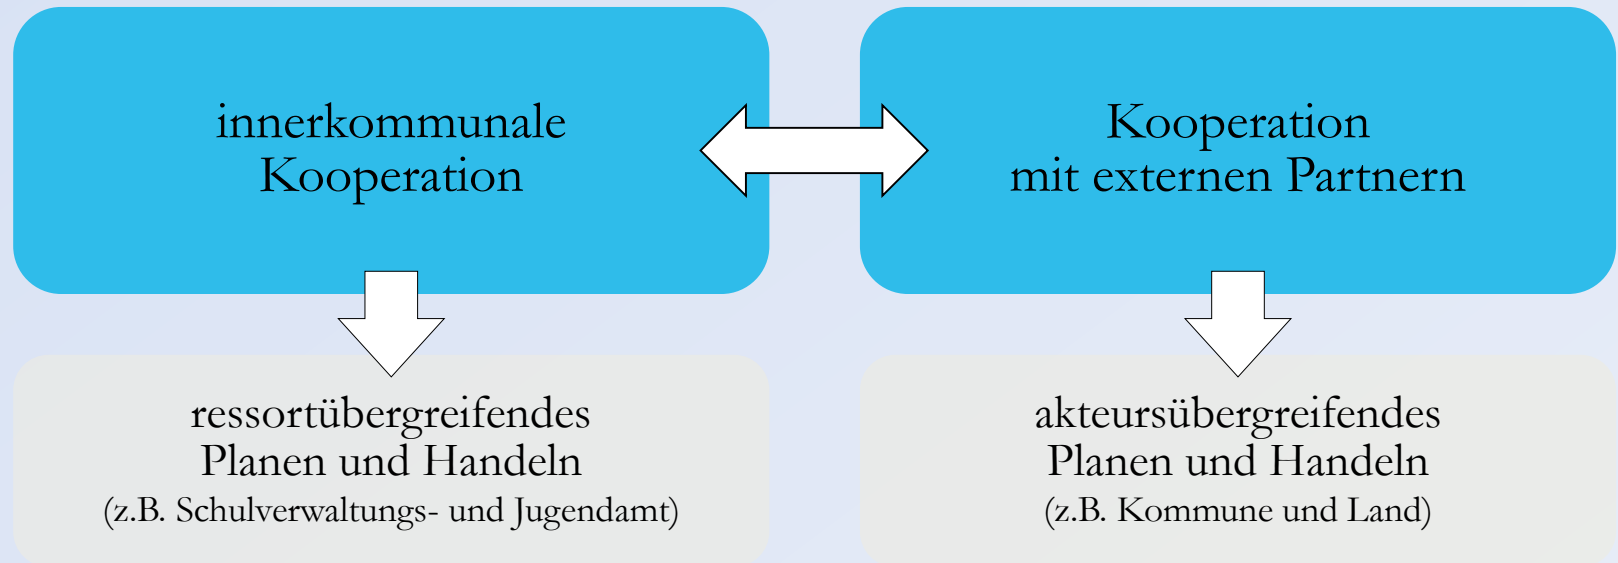 innerkommunale
Kooperation
Kooperation
mit externen Partnern
ressortübergreifendes
Planen und Handeln
(z.B. Schulverwaltungs- und Jugendamt)
akteursübergreifendes
Planen und Handeln
(z.B. Kommune und Land)